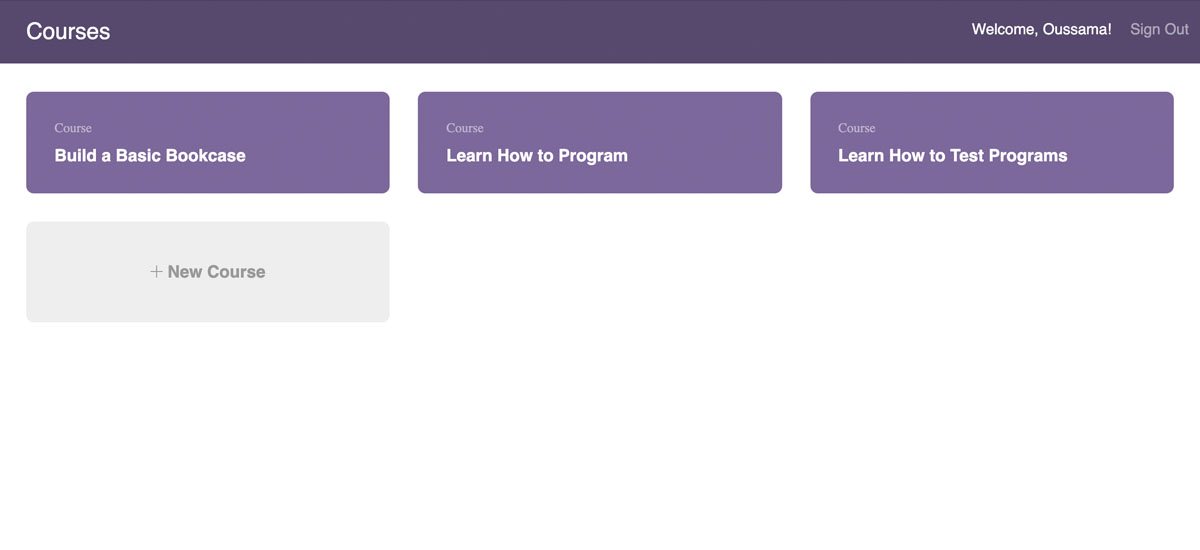 Courses
Welcome, Oussama! Sign Out
Course
Build a Basic Bookcase
Course
Learn How to Program
Course
Learn How to Test Programs
+ New Course